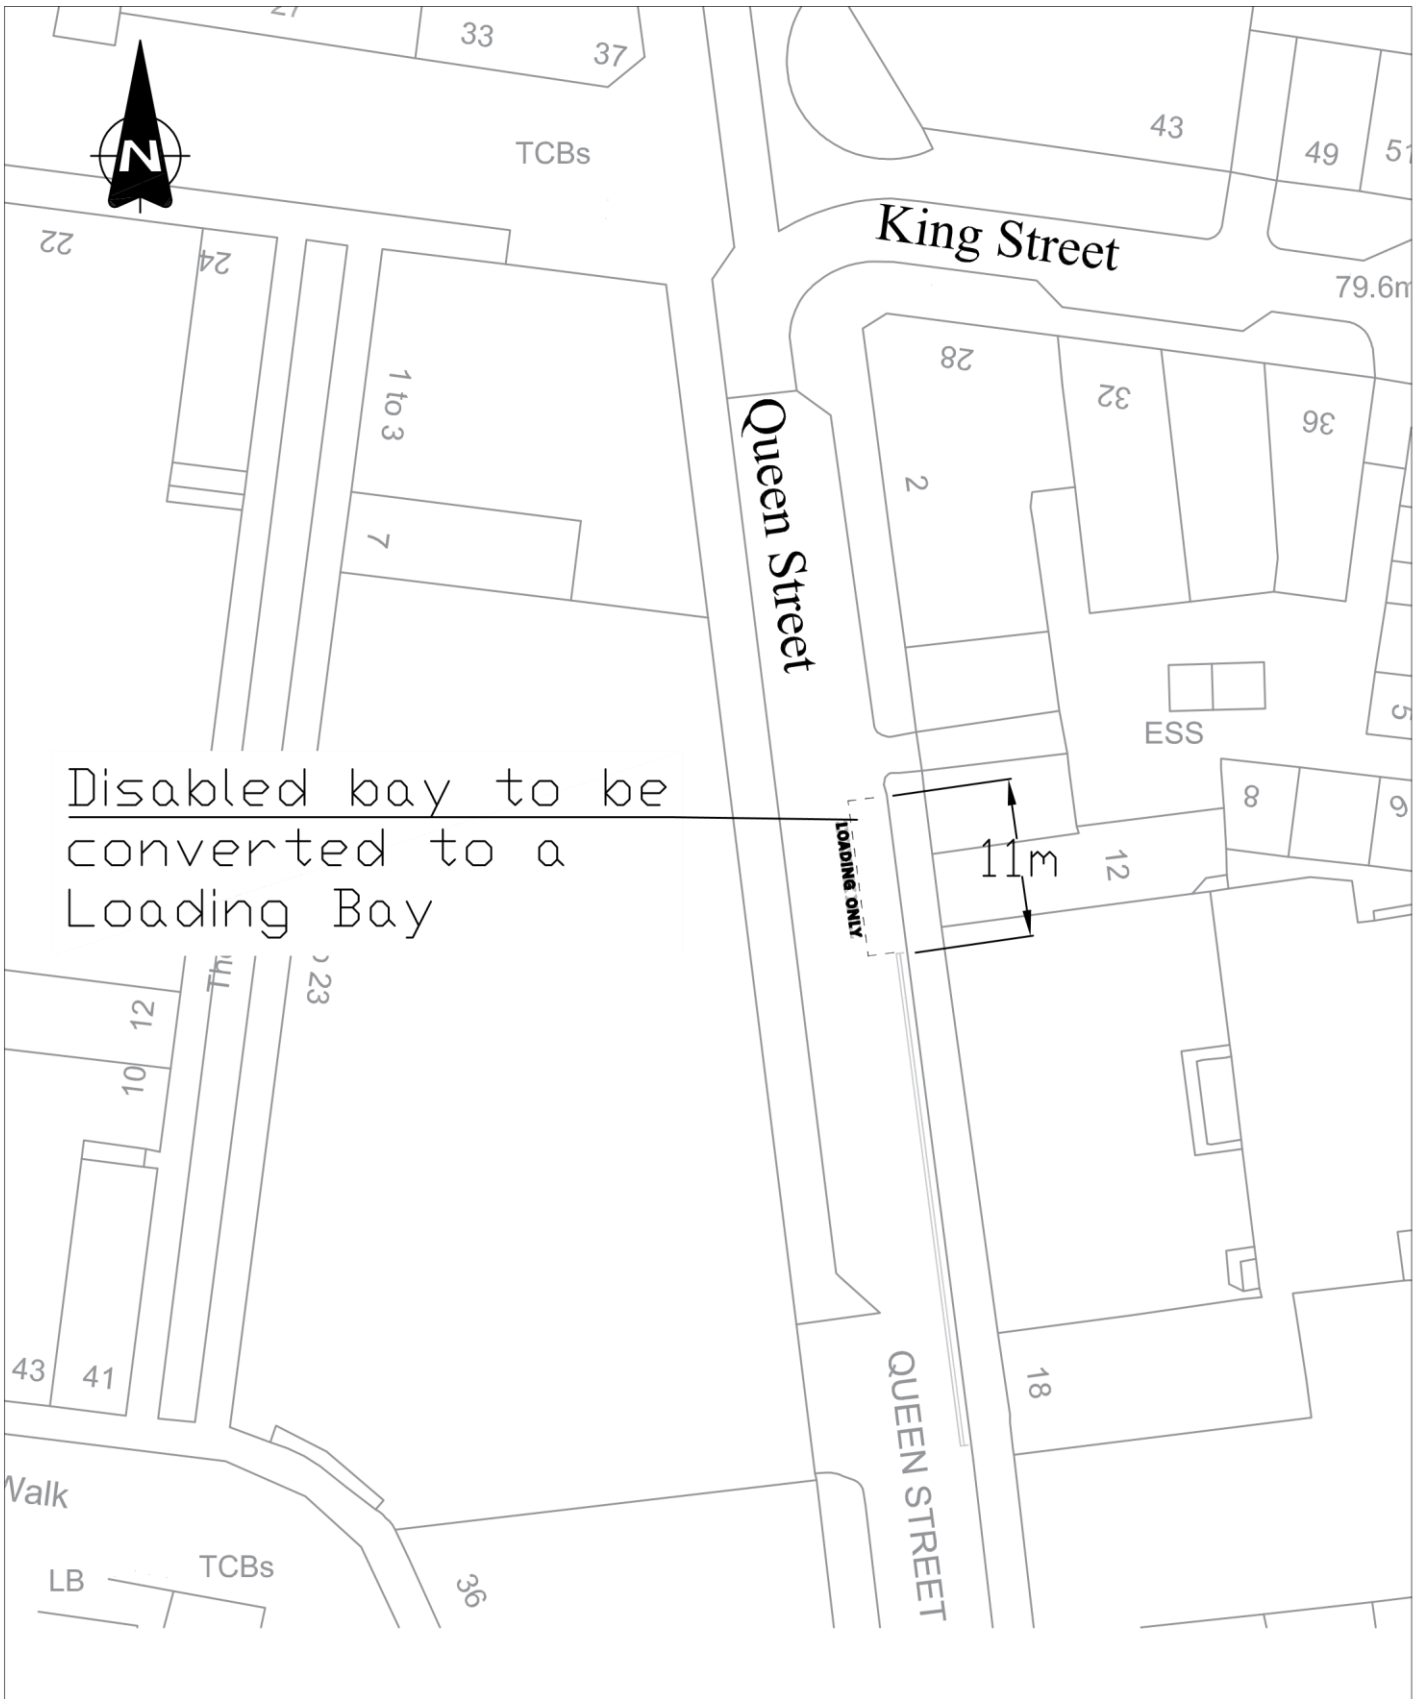 33
37
TCBs
43
49
51
N
King Street
22
24
79.6m
28
32
36
1 to 3
Queen Street
2
7
5
ESS
Disabled bay to be
converted to a
Loading Bay
8
LOADING ONLY
11m
12
23
12
10
43
41
QUEEN STREET
18
Walk
TCBs
LB
36